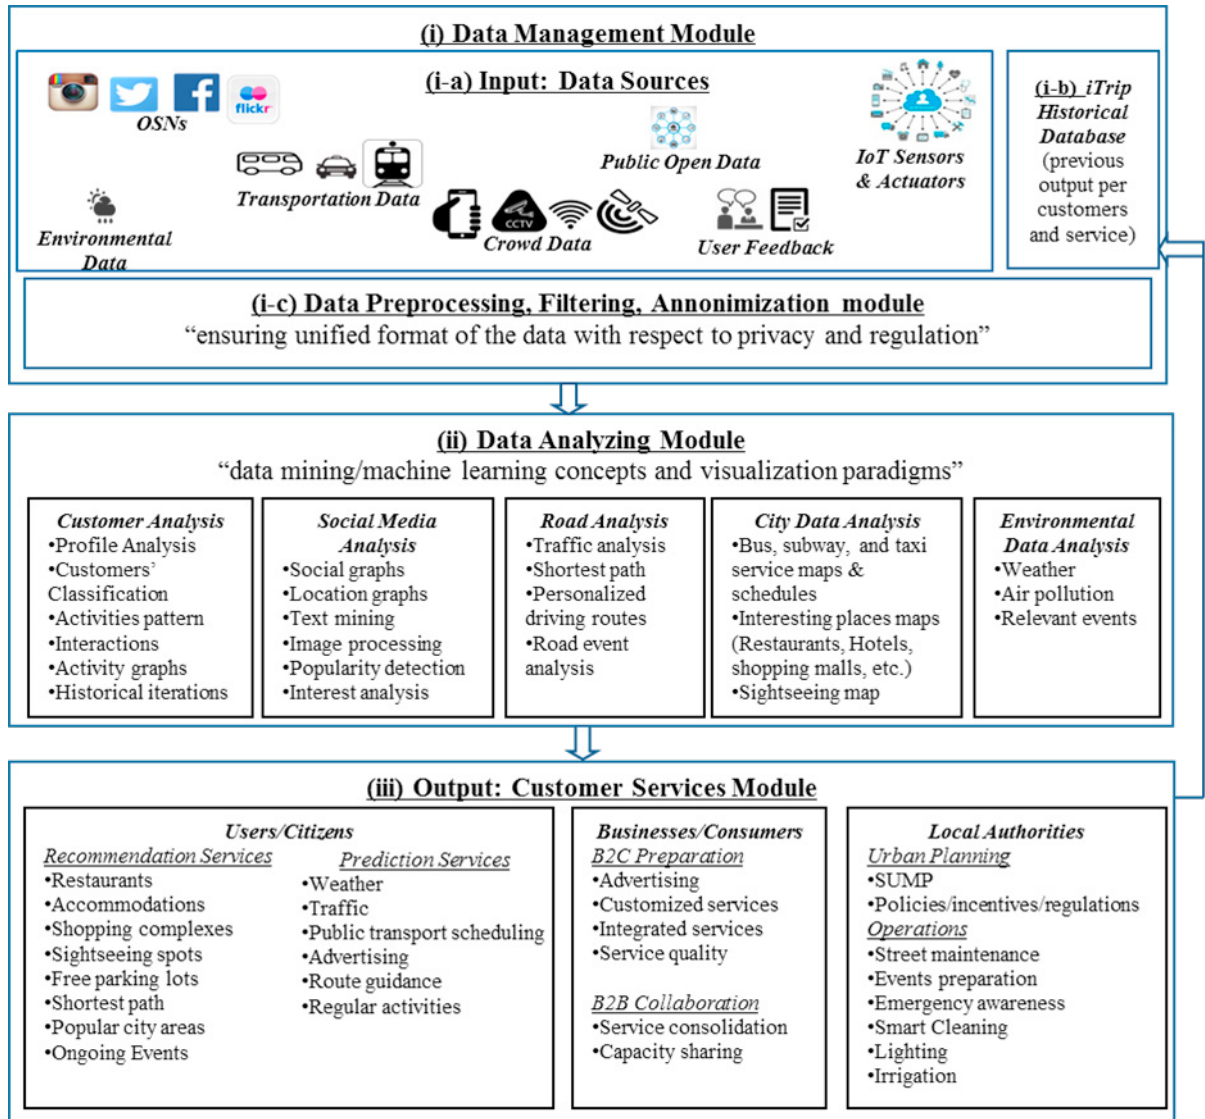 (i) Data Management Module
(i-a) Input: Data Sources
flickr
OSNs
Transportation Data
Environmental
Data
CCTV
Crowd Data
Public Open Data
User Feedback
IoT Sensors
& Actuators
(i-b) iTrip
Historical
Database
(previous
output per
customers
and service)
(i-c) Data Preprocessing, Filtering, Annonimization module
“ensuring unified format of the data with respect to privacy and regulation”
(ii) Data Analyzing Module
“data mining/machine learning concepts and visualization paradigms”
Customer Analysis
•Profile Analysis
•Customers’
Classification
•Activities pattern
•Interactions
•Activity graphs
•Historical iterations
Social Media
Analysis
•Social graphs
•Location graphs
•Text mining
•Image processing
•Popularity detection
•Interest analysis
Road Analysis
•Traffic analysis
•Shortest path
•Personalized
driving routes
•Road event
analysis
City Data Analysis
•Bus, subway, and taxi
service maps &
schedules
•Interesting places maps
(Restaurants, Hotels,
shopping malls, etc.)
•Sightseeing map
Environmental
Data Analysis
•Weather
•Air pollution
•Relevant events
(iii) Output: Customer Services Module
Users/Citizens
Recommendation Services
•Restaurants
•Accommodations
•Shopping complexes
•Sightseeing spots
•Free parking lots
•Shortest path
•Popular city areas
•Ongoing Events
Prediction Services
•Weather
•Traffic
•Public transport scheduling
•Advertising
•Route guidance
•Regular activities
Businesses/Consumers
B2C Preparation
•Advertising
•Customized services
•Integrated services
•Service quality
B2B Collaboration
•Service consolidation
•Capacity sharing
Local Authorities
Urban Planning
•SUMP
•Policies/incentives/regulations
Operations
•Street maintenance
•Events preparation
•Emergency awareness
•Smart Cleaning
•Lighting
•Irrigation